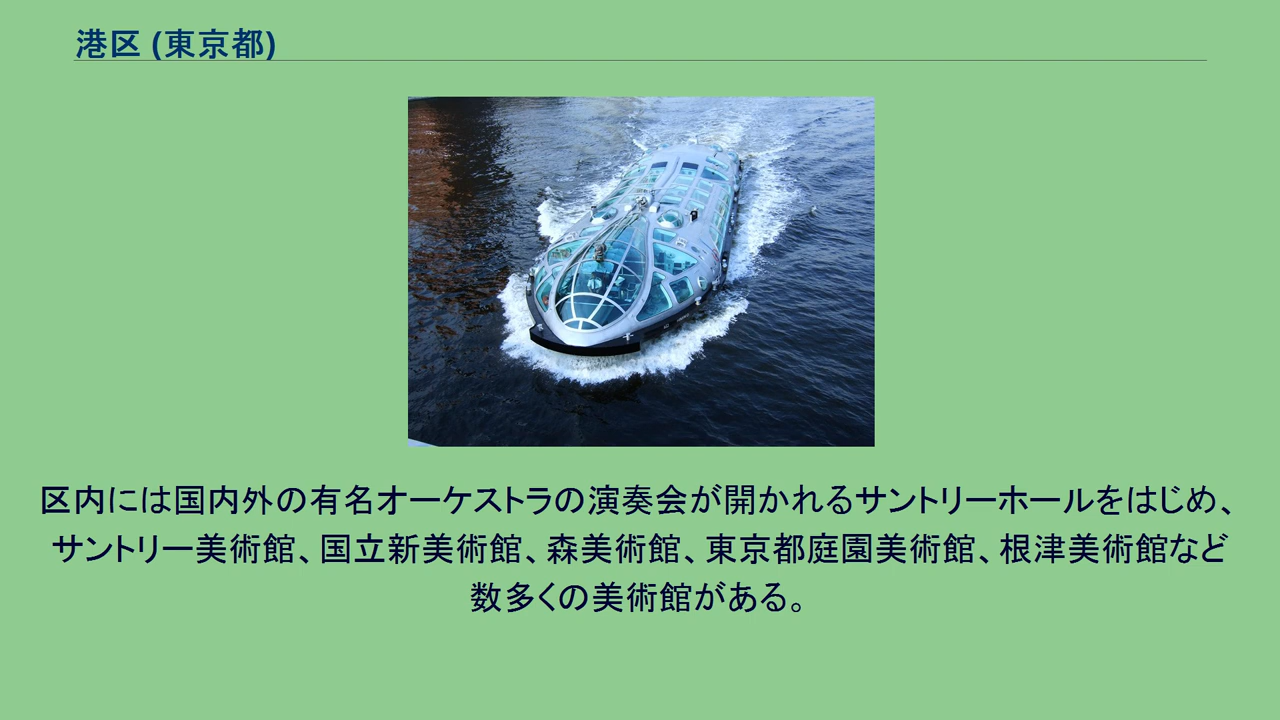 港区 (東京都)
区内には国内外の有名オーケストラの演奏会が開かれるサントリーホールをはじめ、
サントリー美術館、国立新美術館、森美術館、東京都庭園美術館、根津美術館など
数多くの美術館がある。